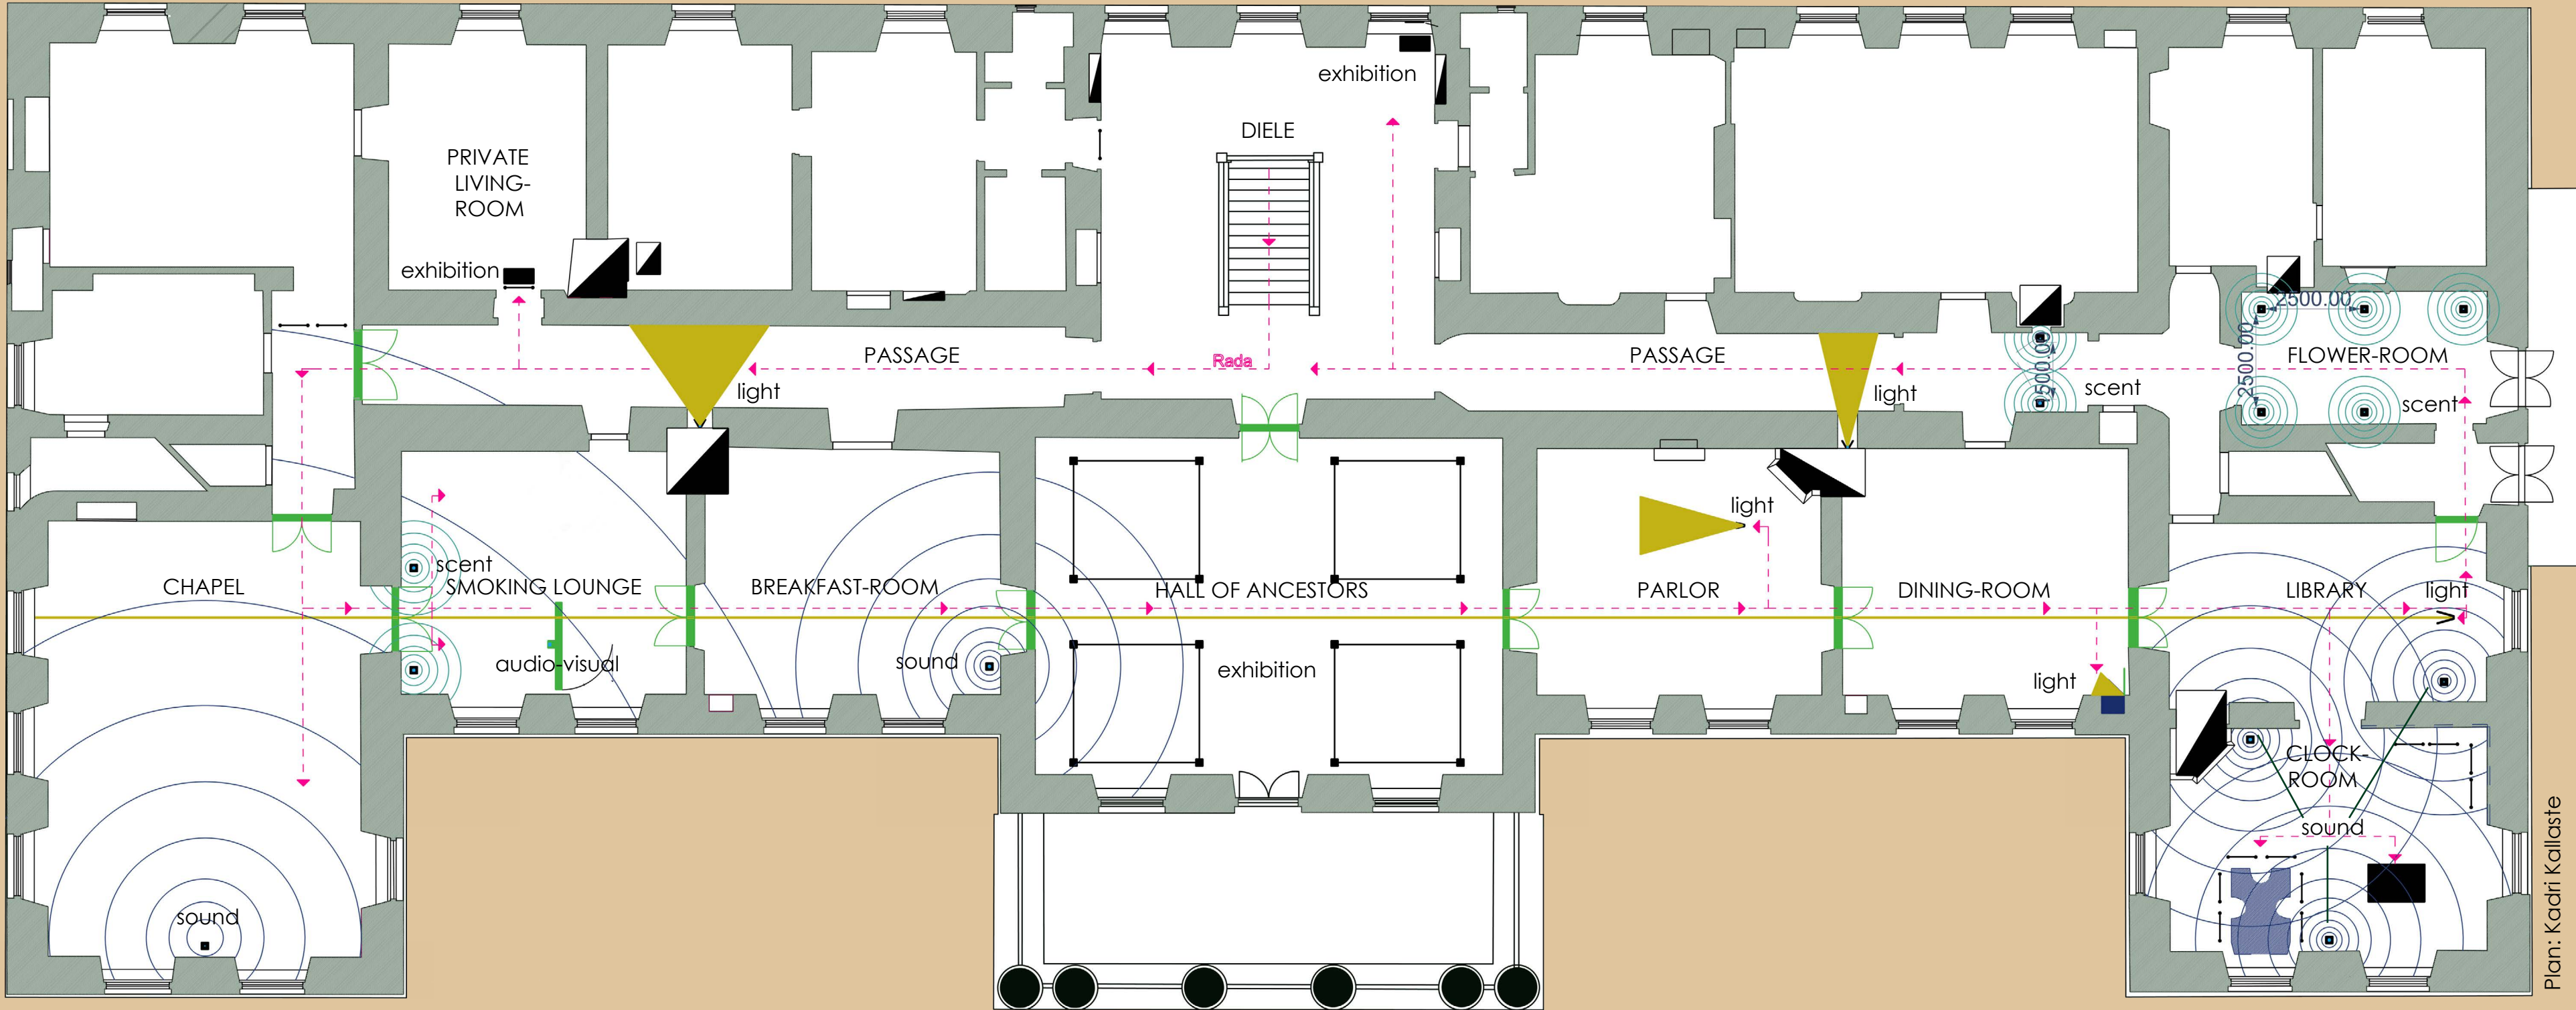 exhibition
DIELE
PRIVATE
LIVING-
ROOM
exhibition
2500.00
2500.00
PASSAGE
Rada
PASSAGE
FLOWER-ROOM
light
light
scent
scent
light
scent
CHAPEL
SMOKING LOUNGE
BREAKFAST-ROOM
HALL OF ANCESTORS
PARLOR
DINING-ROOM
LIBRARY
light
audio-visual
sound
exhibition
light
CLOCK-
ROOM
sound
sound
Plan: Kadri Kallaste